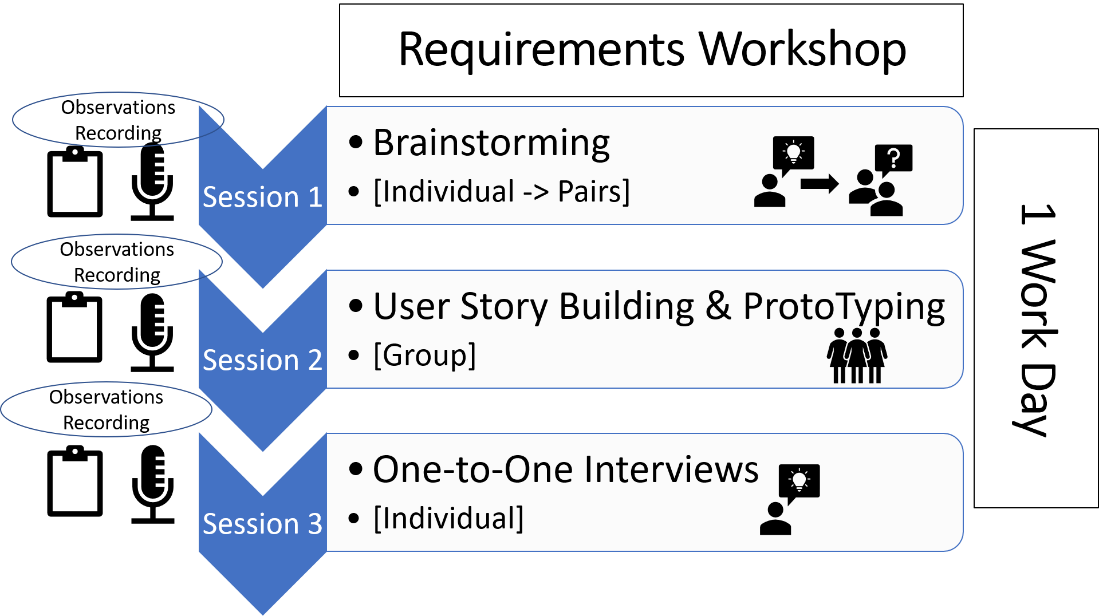 Requirements Workshop
Observations
Recording
Session 1
• Brainstorming
• [Individual -> Pairs]
?
Observations
Recording
Session 2
• User Story Building & ProtoTyping
• [Group]
Observations
Recording
Session 3
• One-to-One Interviews
• [Individual]
1 Work Day